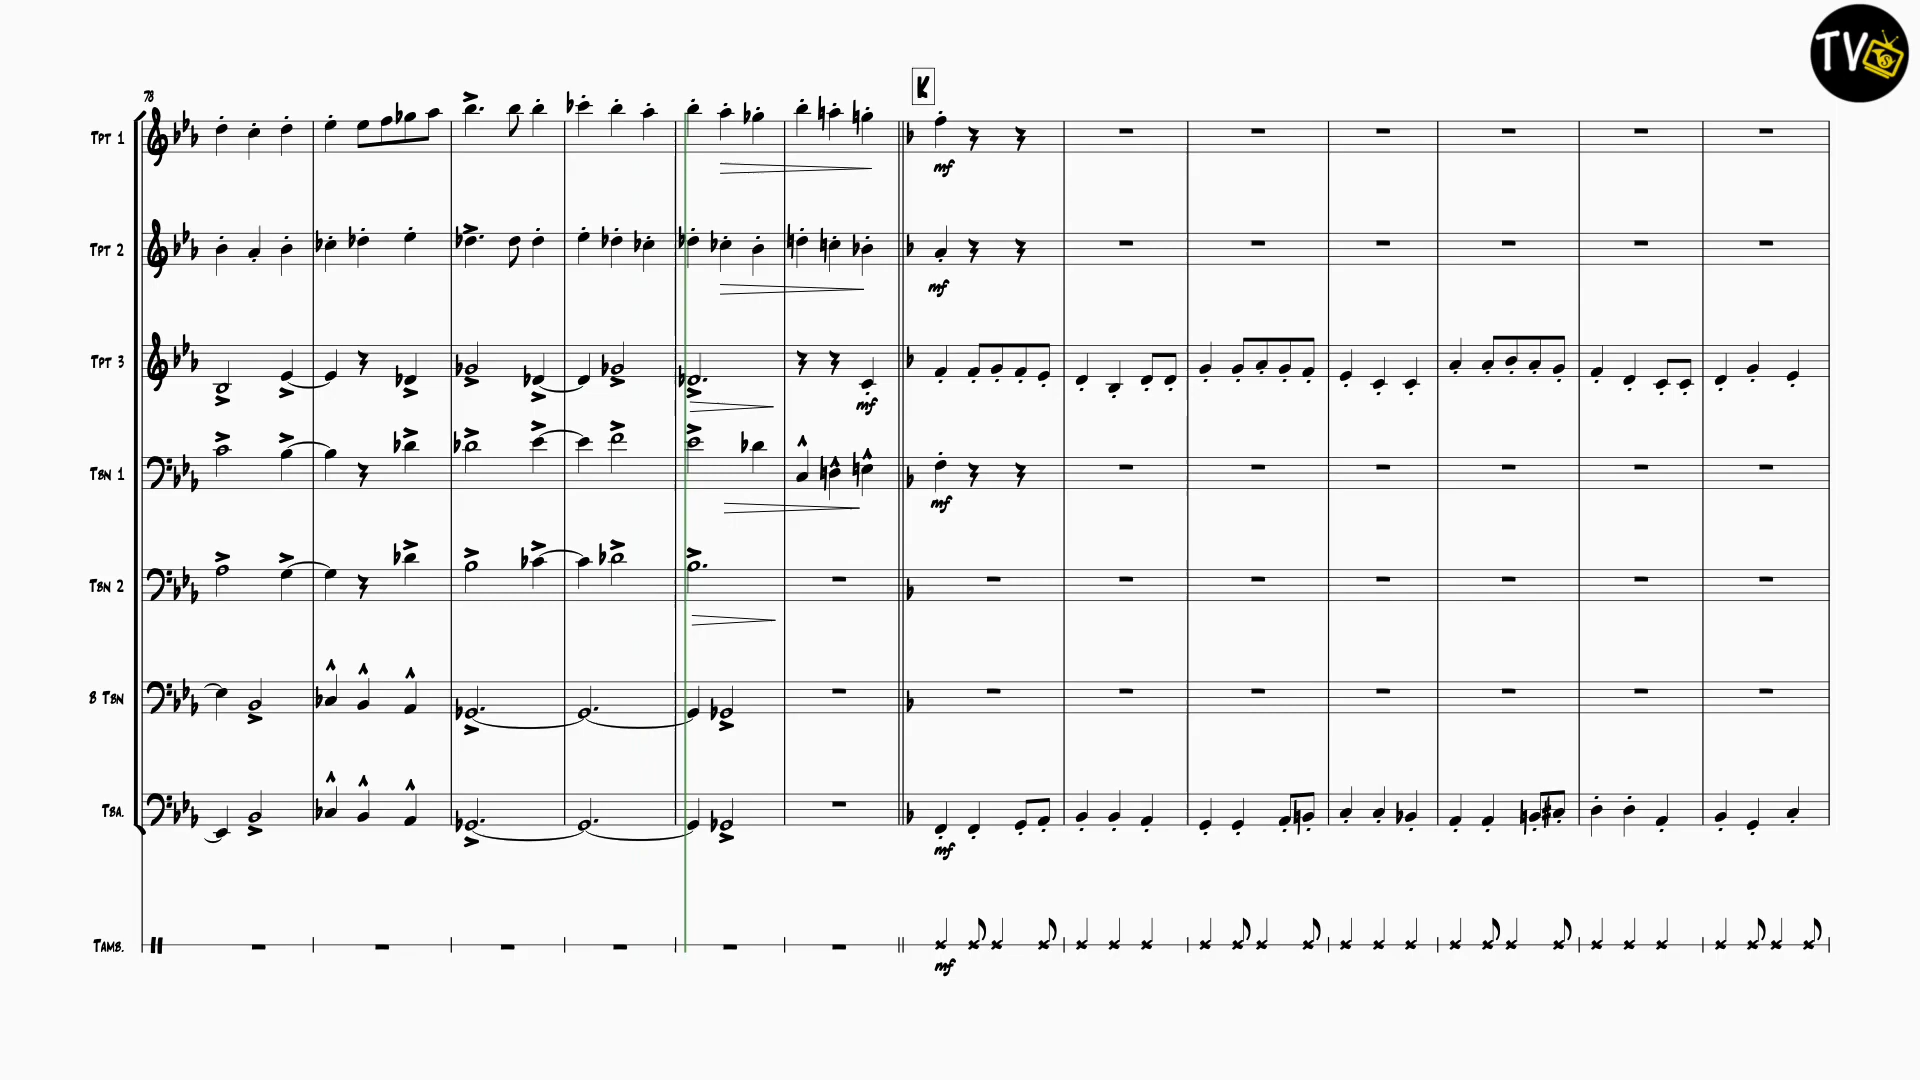 TV
S
K
78
Tpt 1
mf
Tpt 2
mf
Tpt 3
mf
Tbn 1
mf
Tbn 2
B Tbn
Tba.
mf
Tamb.
mf